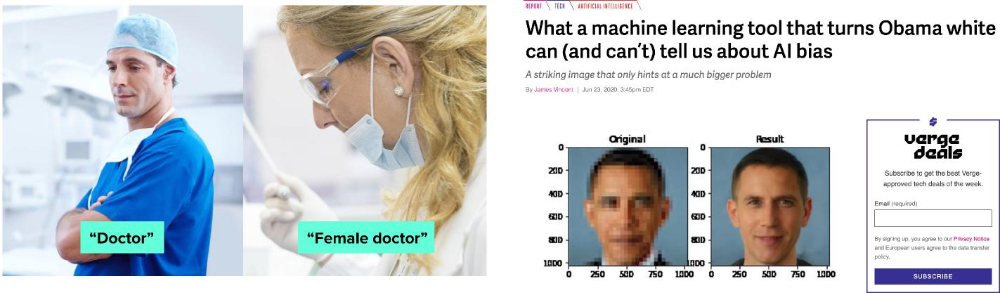 “Doctor”
“Female doctor”
REPORT
TECH
ARTIFICIAL INTELLIGENCE
What a machine learning tool that turns Obama white
can (and can’t) tell us about AI bias
A striking image that only hints at a much bigger problem
By James Vincent | Jun 23, 2020, 3:45pm EDT
Original
0
200
400
600
800
1000
0 250 500 750 1000
Result
0
200
400
600
800
1000
0 250 500 750 1000
verge
deals
Subscribe to get the best Verge-
approved tech deals of the week.
Email (required)
By signing up, you agree to our Privacy Notice
and European users agree to the data transfer
policy.
SUBSCRIBE